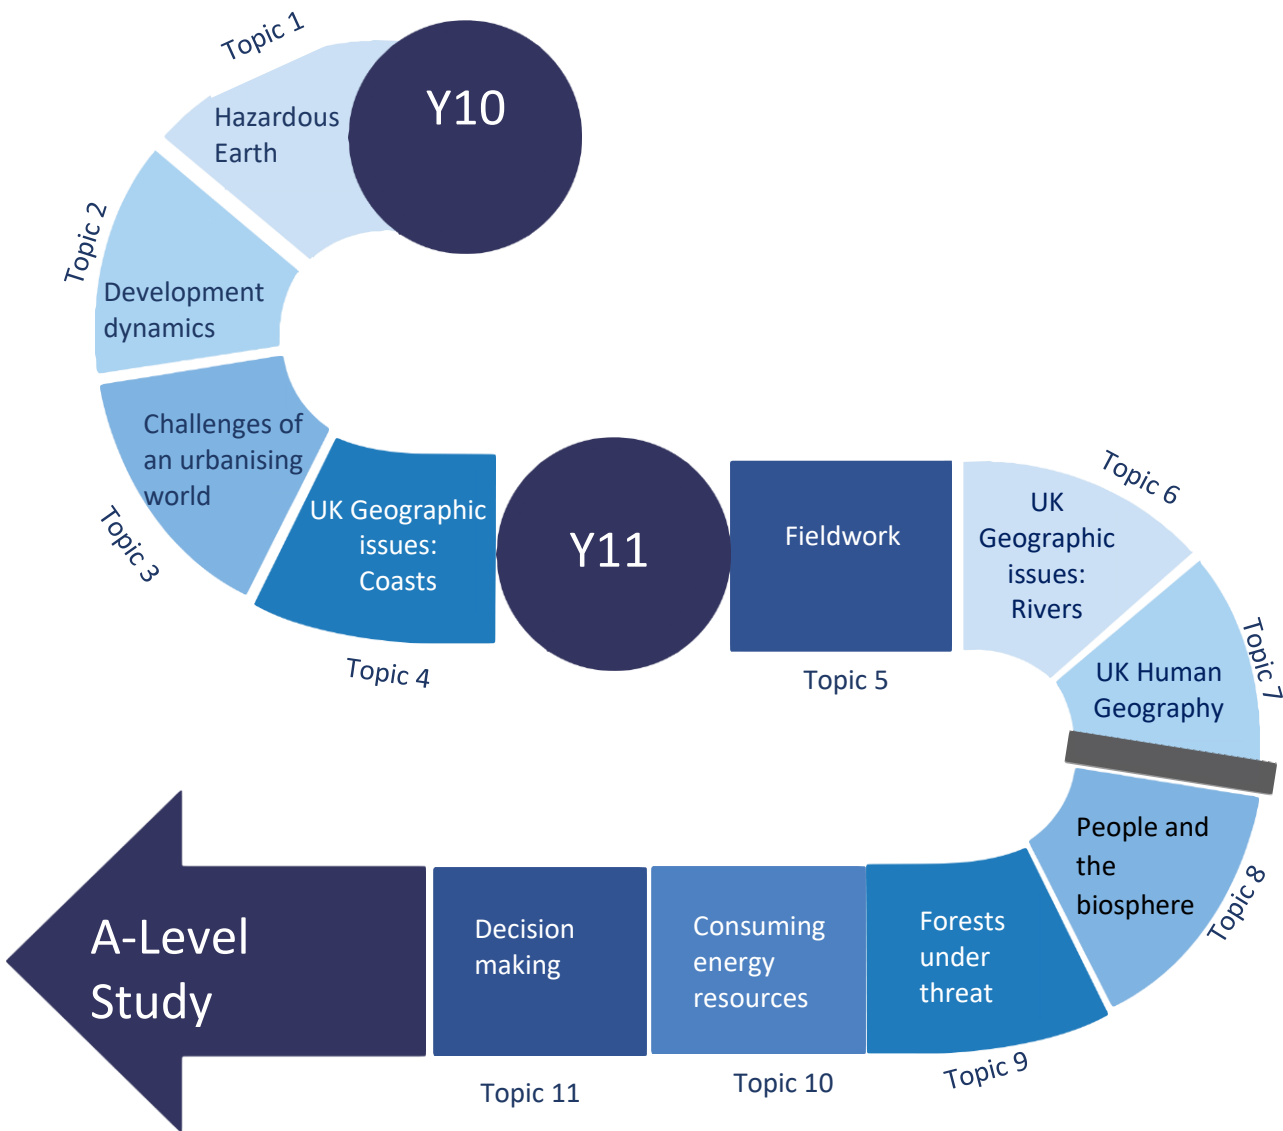 Y10
Topic 1
Hazardous
Earth
Topic 2
Development
dynamics
Topic 3
Challenges of
an urbanising
world
Topic 4
UK Geographic
issues:
Coasts
Y11
Fieldwork
Topic 5
Topic 6
UK
Geographic
issues:
Rivers
Topic 7
UK Human
Geography
Topic 8
People and
the
biosphere
Topic 9
Forests
under
threat
Consuming
energy
resources
Topic 10
Decision
making
Topic 11
A-Level
Study